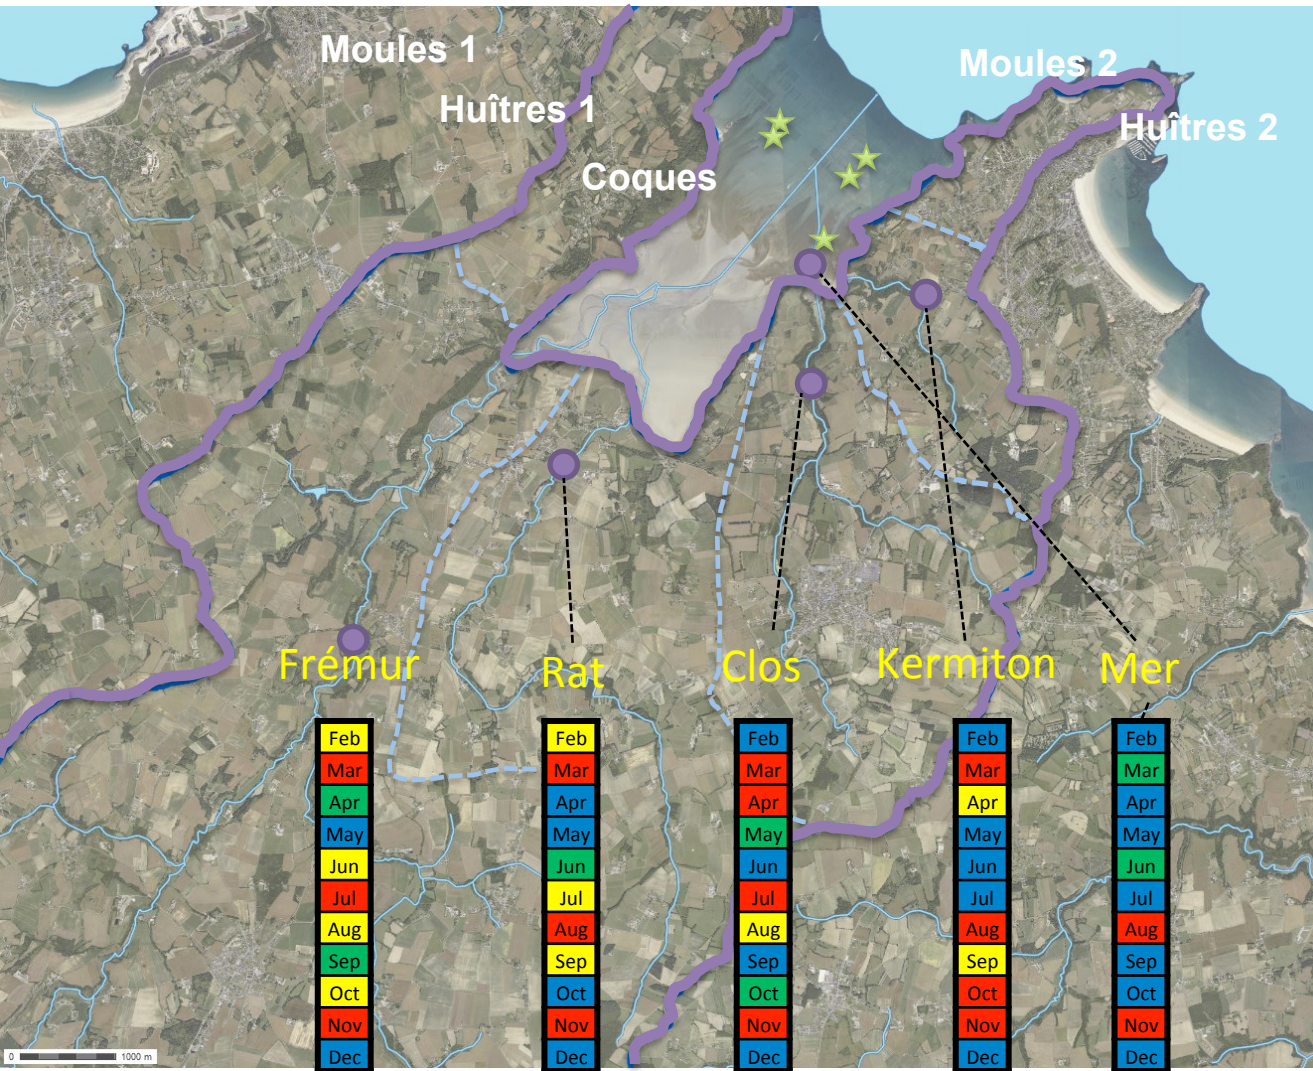 Moules 1
Moules 2
Huîtres 1
Huîtres 2
Coques
Frémur
Rat
Clos
Kermiton
Mer
Feb
Mar
Apr
May
Jun
Jul
Aug
Sep
Oct
Nov
Dec
Feb
Mar
Apr
May
Jun
Jul
Aug
Sep
Oct
Nov
Dec
Feb
Mar
Apr
May
Jun
Jul
Aug
Sep
Oct
Nov
Dec
Feb
Mar
Apr
May
Jun
Jul
Aug
Sep
Oct
Nov
Dec
Feb
Mar
Apr
May
Jun
Jul
Aug
Sep
Oct
Nov
Dec
0 1000 m